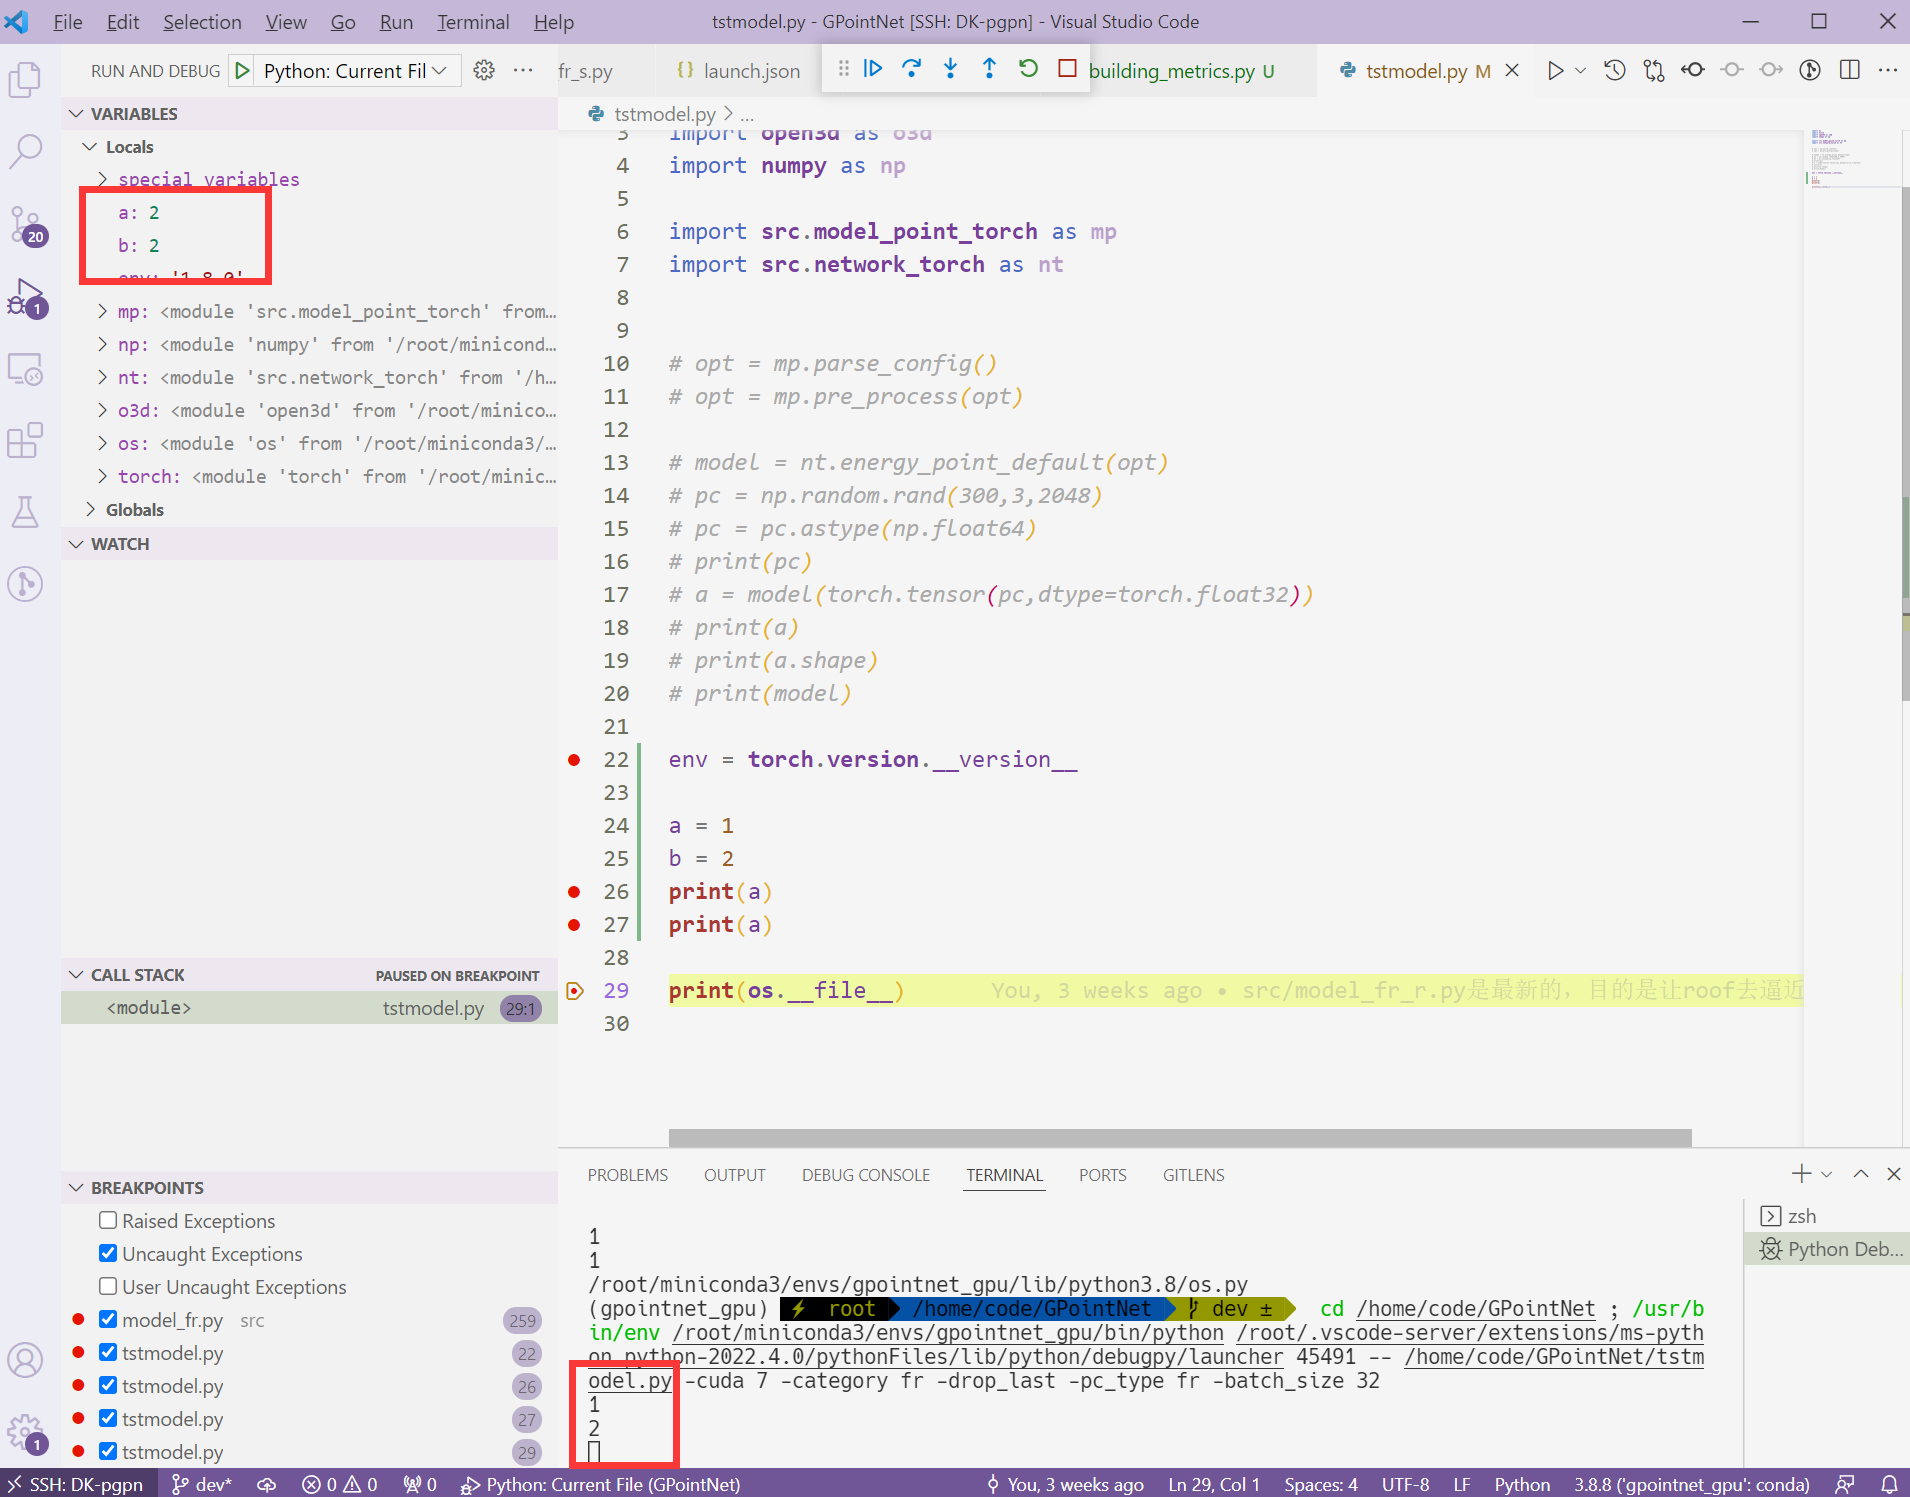 File Edit Selection View Go Run Terminal Help tstmodel.py - GPointNet [SSH: DK-pgpn] - Visual Studio Code
RUN AND DEBUG Python: Current Fil
fr_s.py launch.json building_metrics.py U tstmodel.py M
VARIABLES
Locals
special variables
a: 2
b: 2
env: '1.8.0'
mp: <module 'src.model_point_torch' from…
np: <module 'numpy' from '/root/minicond…
nt: <module 'src.network_torch' from '/h…
o3d: <module 'open3d' from '/root/minico…
os: <module 'os' from '/root/miniconda3/…
torch: <module 'torch' from '/root/minic…
Globals
WATCH
CALL STACK PAUSED ON BREAKPOINT
<module> tstmodel.py 29:1
BREAKPOINTS
Raised Exceptions
Uncaught Exceptions
User Uncaught Exceptions
model_fr.py src 259
tstmodel.py 22
tstmodel.py 26
tstmodel.py 27
tstmodel.py 29
20
1
1
tstmodel.py > ...
3 import open3d as o3d
4 import numpy as np
5
6 import src.model_point_torch as mp
7 import src.network_torch as nt
8
9
10 # opt = mp.parse_config()
11 # opt = mp.pre_process(opt)
12
13 # model = nt.energy_point_default(opt)
14 # pc = np.random.rand(300,3,2048)
15 # pc = pc.astype(np.float64)
16 # print(pc)
17 # a = model(torch.tensor(pc,dtype=torch.float32))
18 # print(a)
19 # print(a.shape)
20 # print(model)
21
22 env = torch.version.__version__
23
24 a = 1
25 b = 2
26 print(a)
27 print(a)
28
29 print(os.__file__) You, 3 weeks ago • src/model_fr_r.py是最新的，目的是让roof去逼近
30
PROBLEMS OUTPUT DEBUG CONSOLE TERMINAL PORTS GITLENS
1
1
/root/miniconda3/envs/gpointnet_gpu/lib/python3.8/os.py
(gpointnet_gpu) ⚡ root /home/code/GPointNet dev ± cd /home/code/GPointNet ; /usr/b
in/env /root/miniconda3/envs/gpointnet_gpu/bin/python /root/.vscode-server/extensions/ms-pyth
on.python-2022.4.0/pythonFiles/lib/python/debugpy/launcher 45491 -- /home/code/GPointNet/tstm
odel.py -cuda 7 -category fr -drop_last -pc_type fr -batch_size 32
1
2
zsh
Python Deb...
SSH: DK-pgpn dev* 0 0 0 Python: Current File (GPointNet) You, 3 weeks ago Ln 29, Col 1 Spaces: 4 UTF-8 LF Python 3.8.8 ('gpointnet_gpu': conda)